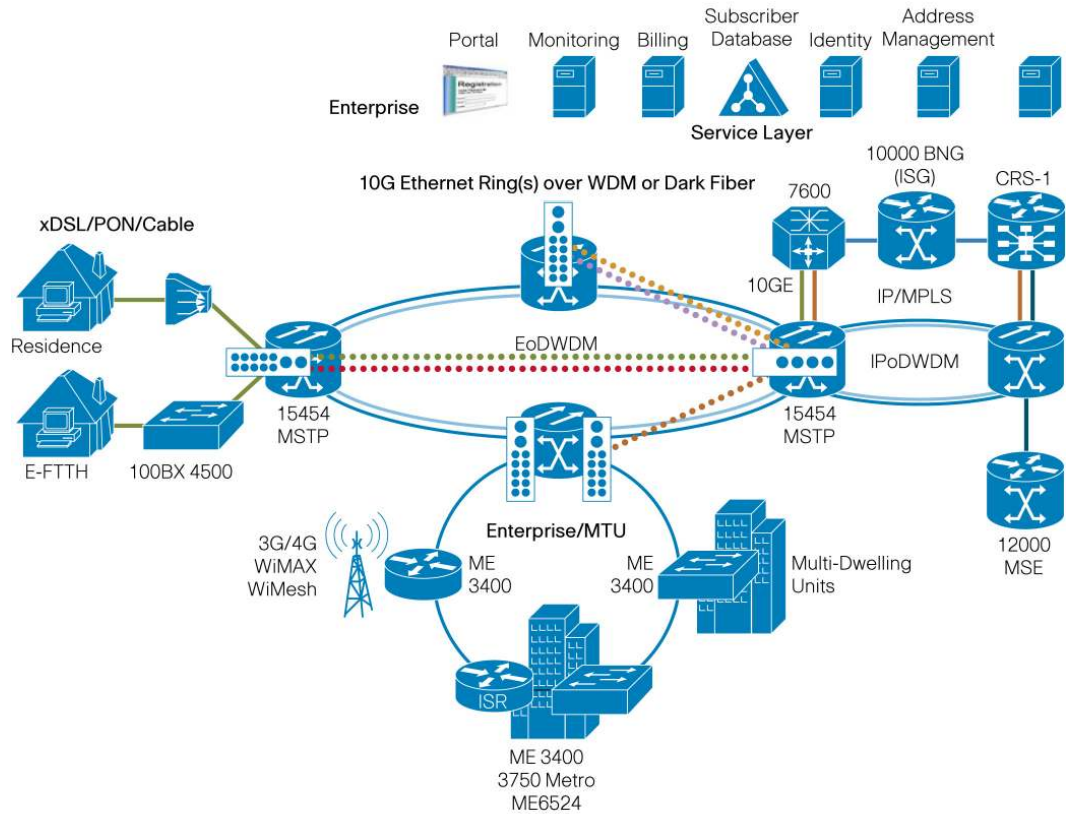 Subscriber
Database
Address
Management
Portal
Monitoring
Billing
Identity
Registration
Enterprise
Service Layer
10000 BNG
(ISG)
7600
CRS-1
10G Ethernet Ring(s) over WDM or Dark Fiber
xDSL/PON/Cable
10GE
IP/MPLS
Residence
EoDWDM
IPoDWDM
15454
MSTP
15454
MSTP
E-FTTH
100BX 4500
Enterprise/MTU
3G/4G
WiMAX
WiMesh
ME
3400
ME
3400
Multi-Dwelling
Units
12000
MSE
ISR
ME 3400
3750 Metro
ME6524